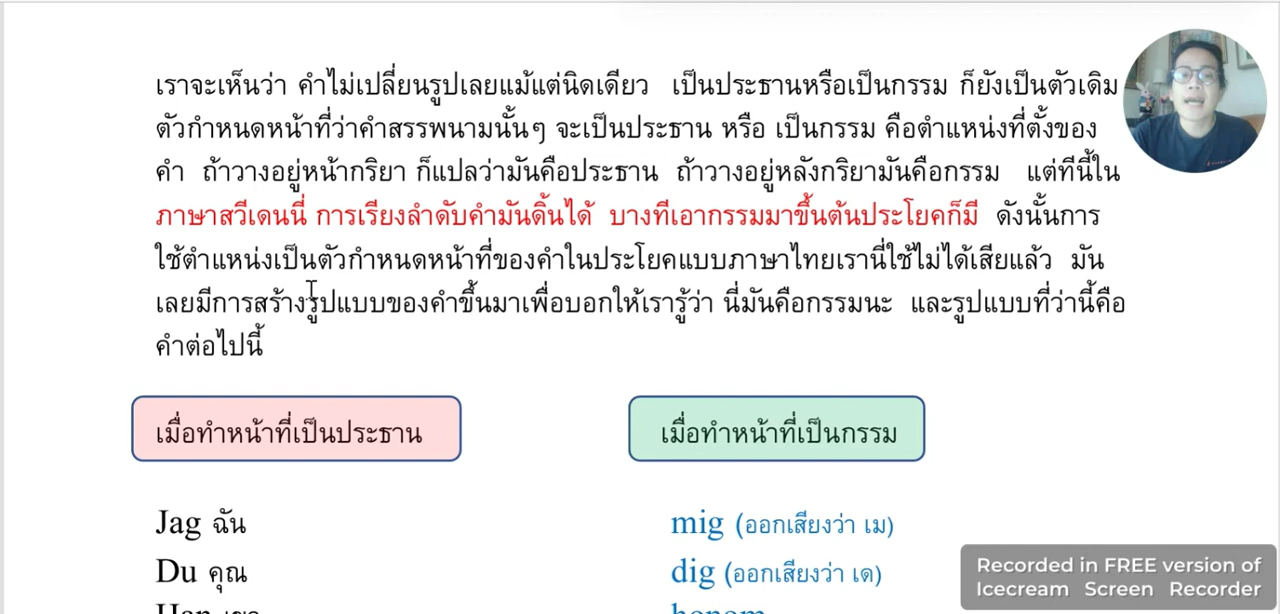 เราจะเห็นว่า คำไม่เปลี่ยนรูปเลยแม้แต่นิดเดียว เป็นประธานหรือเป็นกรรม ก็ยังเป็นตัวเดิม
ตัวกำหนดหน้าที่ว่าคำสรรพนามนั้นๆ จะเป็นประธาน หรือ เป็นกรรม คือตำแหน่งที่ตั้งของ
คำ ถ้าวางอยู่หน้ากริยา ก็แปลว่ามันคือประธาน ถ้าวางอยู่หลังกริยามันคือกรรม แต่ทีนี้ใน
ภาษาสวีเดนนี่ การเรียงลำดับคำมันดิ้นได้ บางทีเอากรรมมาขึ้นต้นประโยคก็มี ดังนั้นการ
ใช้ตำแหน่งเป็นตัวกำหนดหน้าที่ของคำในประโยคแบบภาษาไทยเรานี่ใช้ไม่ได้เสียแล้ว มัน
เลยมีการสร้างรูปแบบของคำขึ้นมาเพื่อบอกให้เรารู้ว่า นี่มันคือกรรมนะ และรูปแบบที่ว่านี้คือ
คำต่อไปนี้
เมื่อทำหน้าที่เป็นประธาน
เมื่อทำหน้าที่เป็นกรรม
Jag ฉัน
mig (ออกเสียงว่า เม)
Du คุณ
dig (ออกเสียงว่า เด)
Recorded in FREE version of
Icecream Screen Recorder